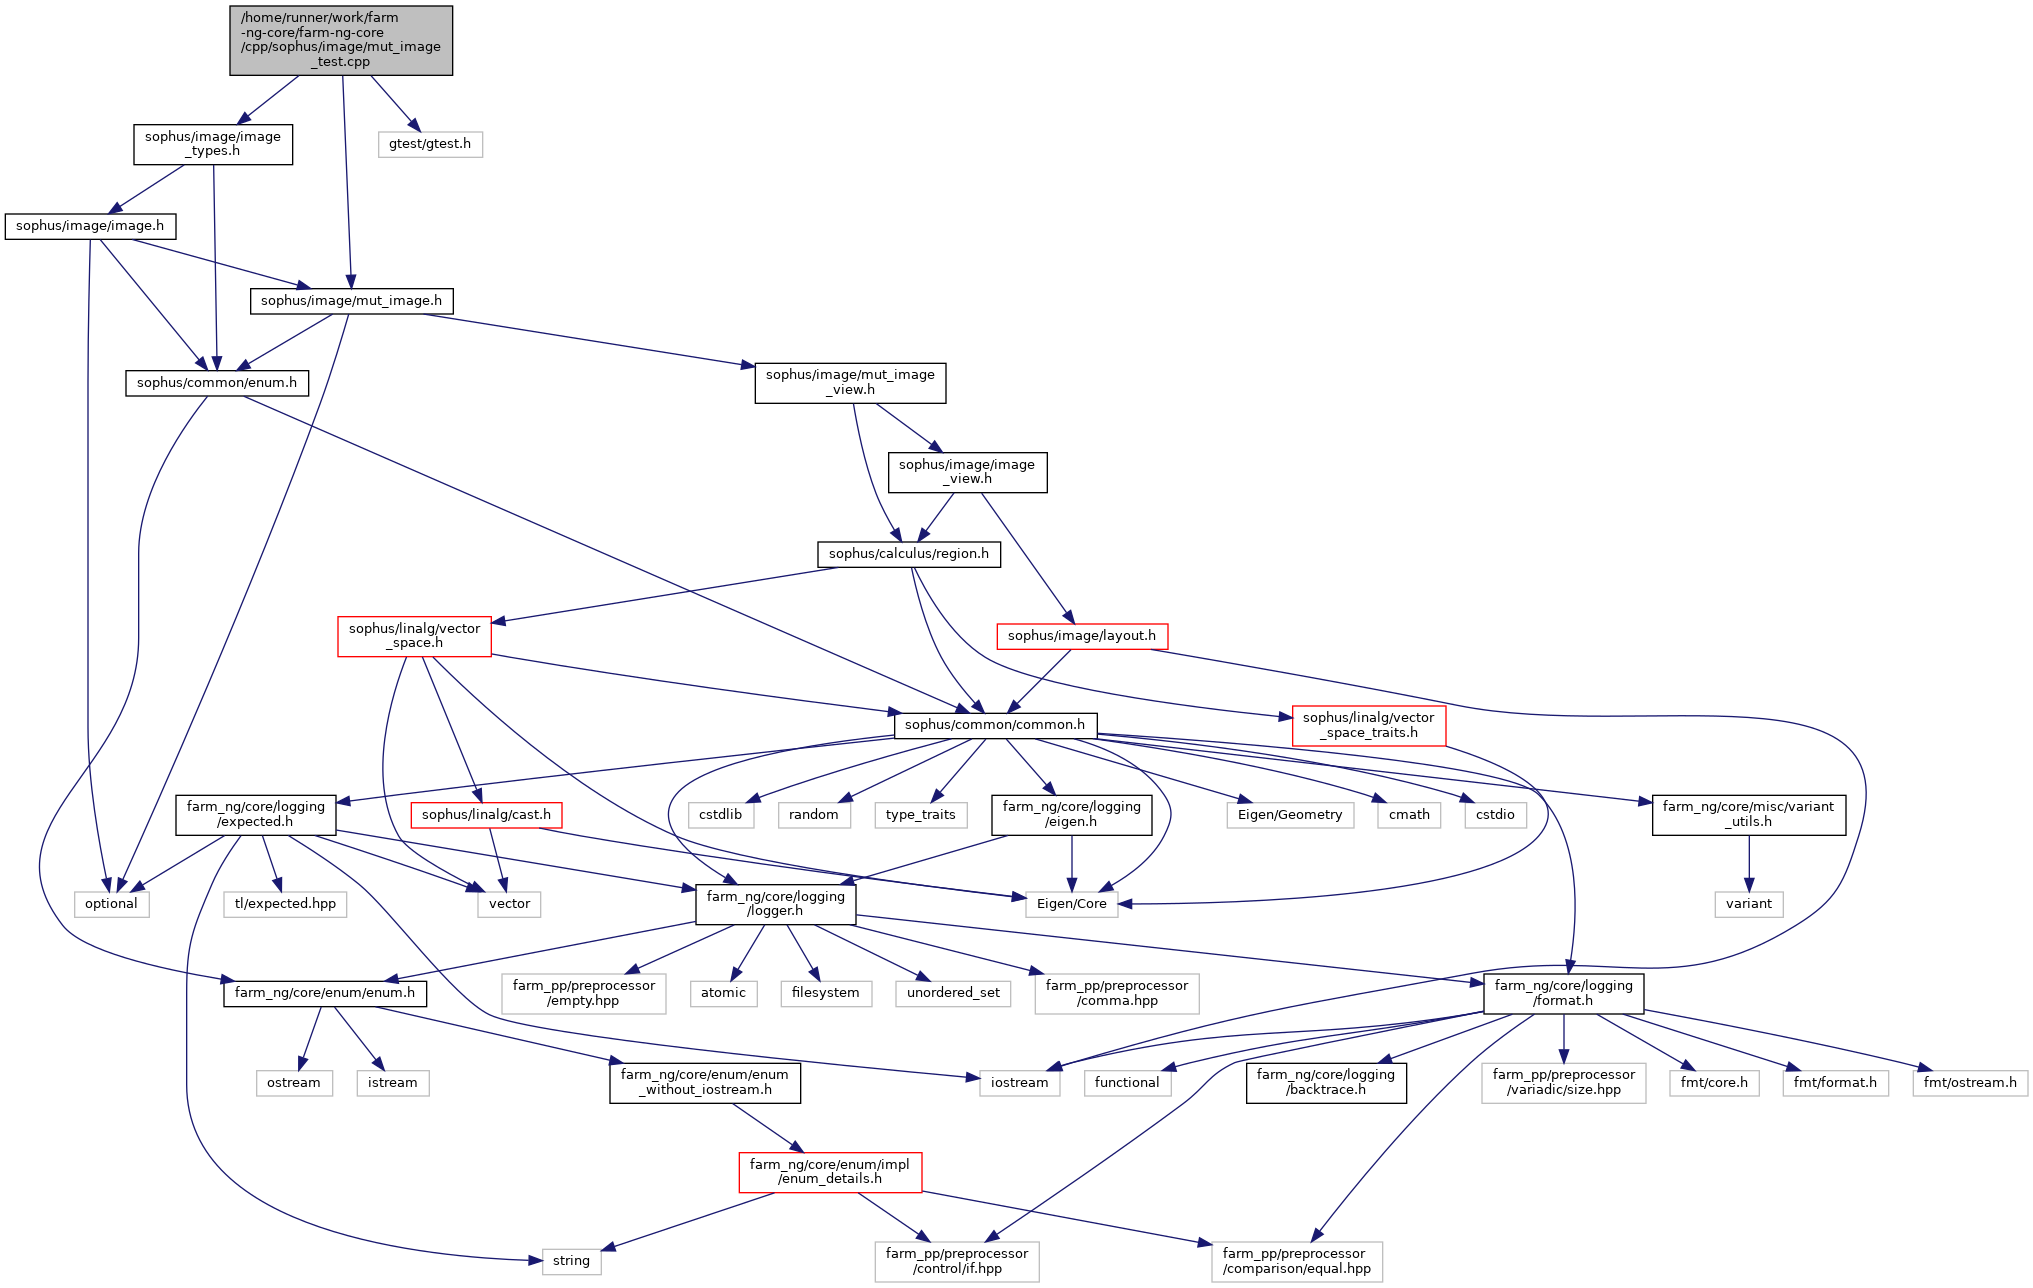 /home/runner/work/farm
-ng-core/farm-ng-core
/cpp/sophus/image/mut_image
_test.cpp
sophus/image/image
_types.h
gtest/gtest.h
sophus/image/image.h
sophus/image/mut_image.h
sophus/common/enum.h
sophus/image/mut_image
_view.h
sophus/image/image
_view.h
sophus/calculus/region.h
sophus/linalg/vector
_space.h
sophus/image/layout.h
sophus/common/common.h
sophus/linalg/vector
_space_traits.h
farm_ng/core/logging
/expected.h
sophus/linalg/cast.h
cstdlib
random
type_traits
farm_ng/core/logging
/eigen.h
Eigen/Geometry
cmath
cstdio
farm_ng/core/misc/variant
_utils.h
optional
tl/expected.hpp
vector
farm_ng/core/logging
/logger.h
Eigen/Core
variant
farm_ng/core/enum/enum.h
farm_pp/preprocessor
/empty.hpp
atomic
filesystem
unordered_set
farm_pp/preprocessor
/comma.hpp
farm_ng/core/logging
/format.h
ostream
istream
farm_ng/core/enum/enum
_without_iostream.h
iostream
functional
farm_ng/core/logging
/backtrace.h
farm_pp/preprocessor
/variadic/size.hpp
fmt/core.h
fmt/format.h
fmt/ostream.h
farm_ng/core/enum/impl
/enum_details.h
string
farm_pp/preprocessor
/control/if.hpp
farm_pp/preprocessor
/comparison/equal.hpp